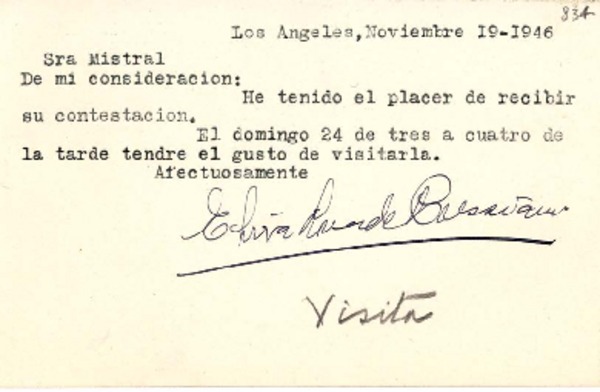 834
Los Angeles, Noviembre 19-1946
Sra Mistral
De mi consideracion:
He tenido el placer de recibir
su contestacion.
El domingo 24 de tres a cuatro de
la tarde tendre el gusto de visitarla.
Afectuosamente
Visita